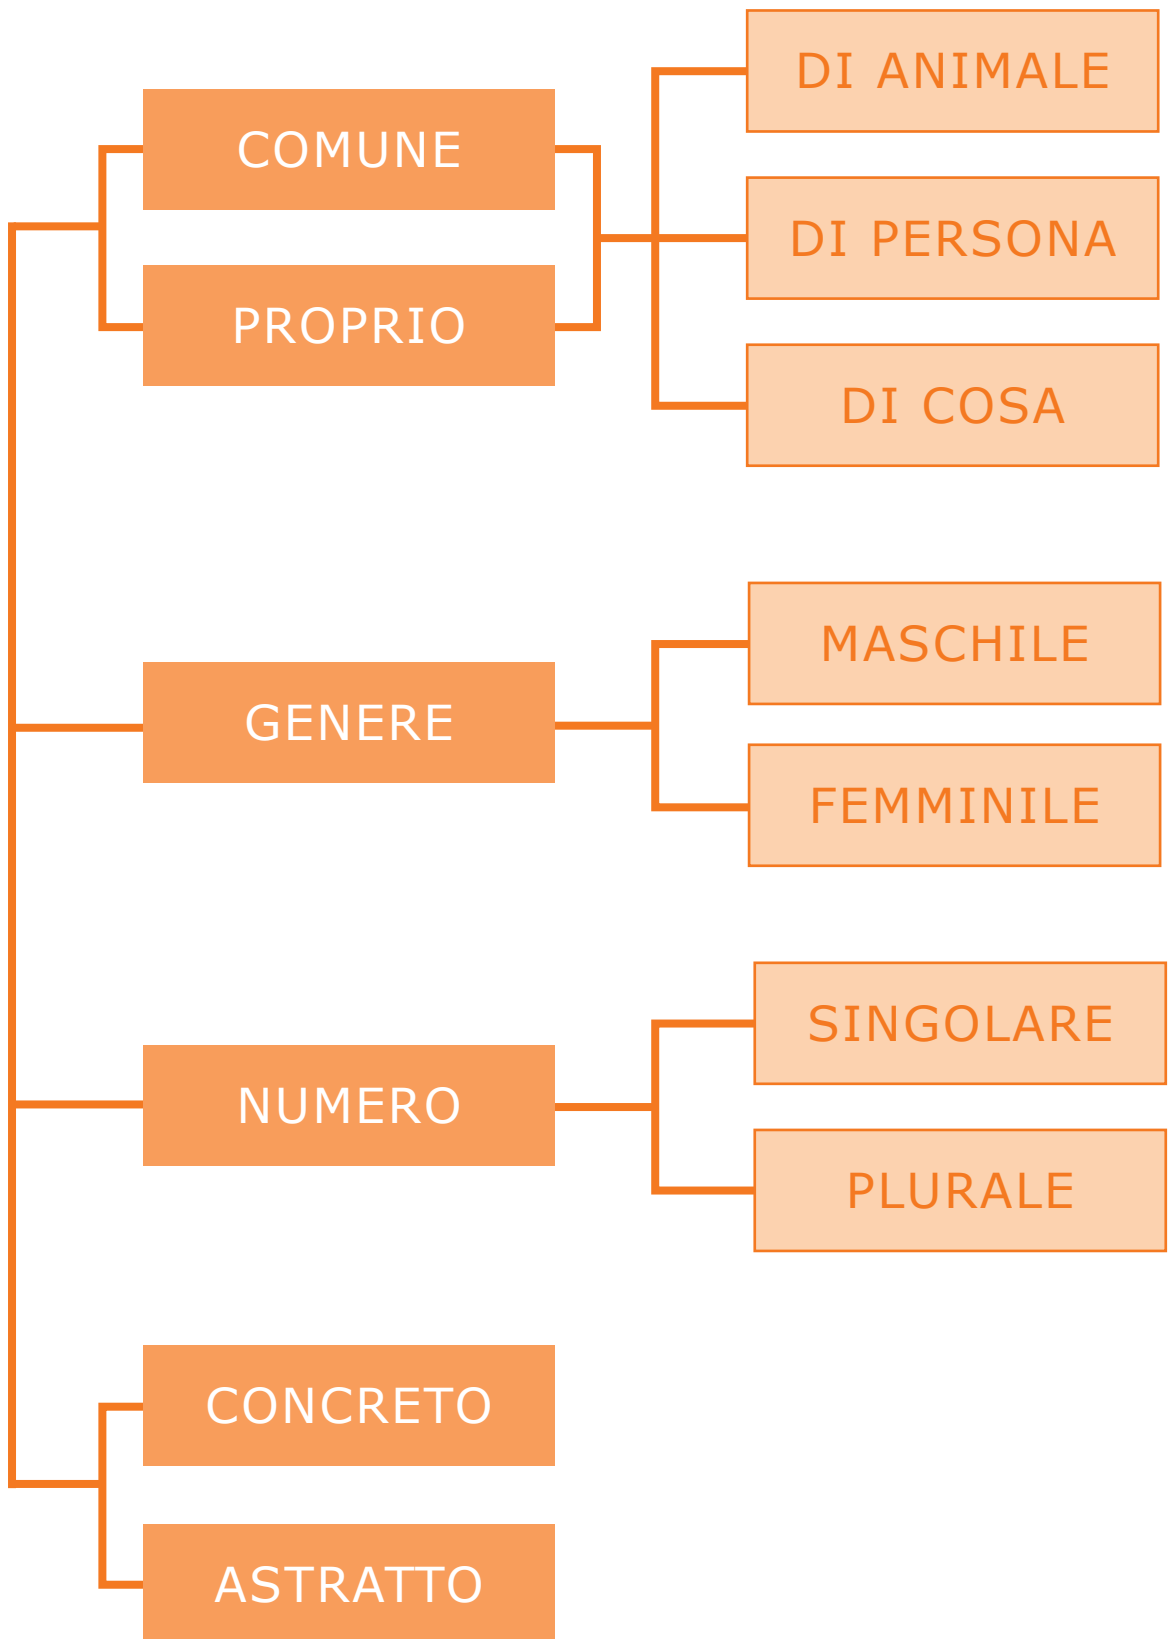 COMUNE
PROPRIO
DI ANIMALE
DI PERSONA
DI COSA
GENERE
MASCHILE
FEMMINILE
NUMERO
SINGOLARE
PLURALE
CONCRETO
ASTRATTO